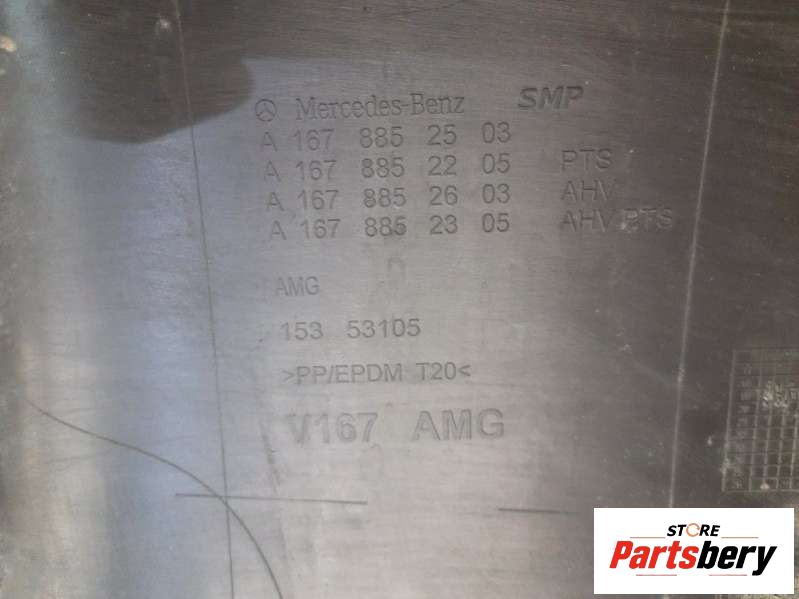 Mercedes-Benz SMP
A 167 885 25 03
A 167 885 22 05 PTS
A 167 885 26 03 AHV
A 167 885 23 05 AHV PTS
AMG
153 53105
>PP/EPDM T20<
V167 AMG
STORE
Partsbery